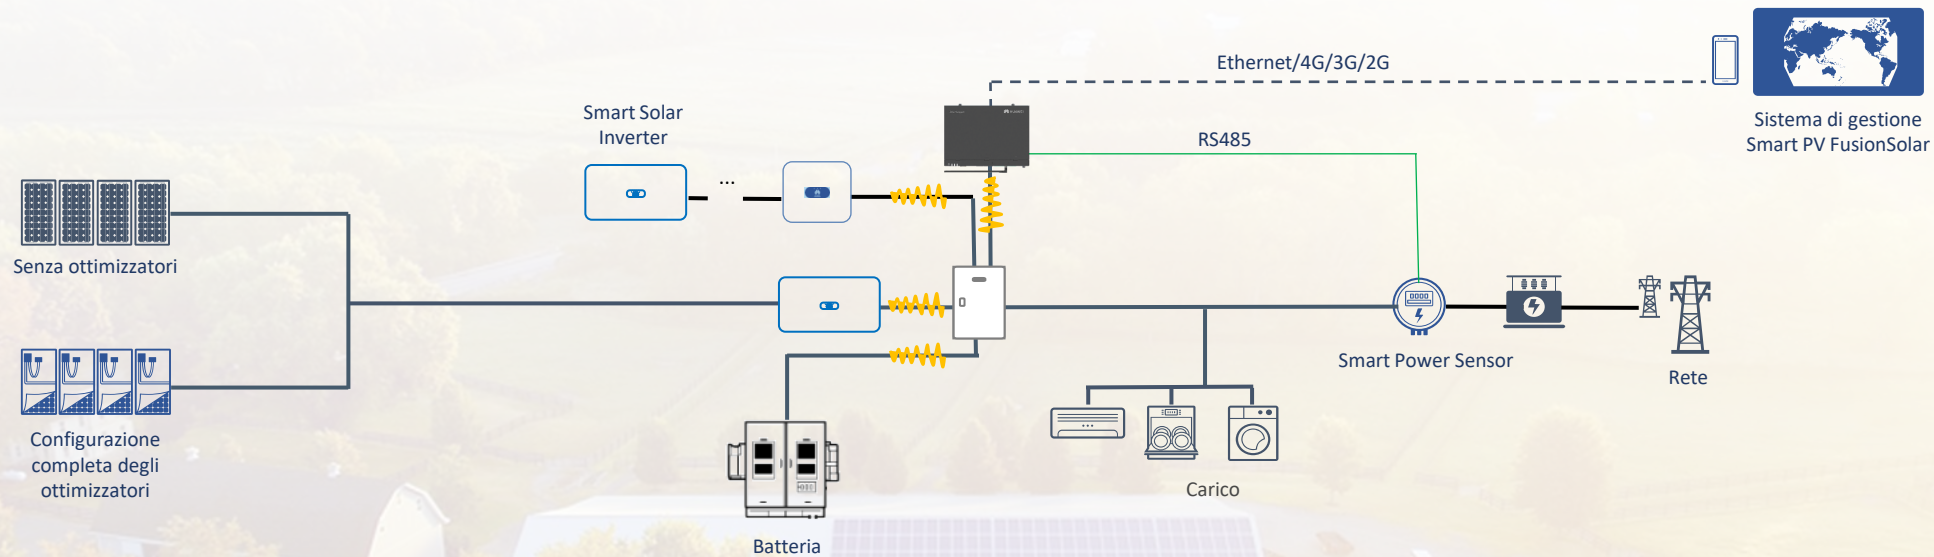 Ethernet/4G/3G/2G
Sistema di gestione
Smart PV FusionSolar
Smart Solar
Inverter
RS485
...
Senza ottimizzatori
Smart Power Sensor
Rete
Configurazione
completa degli
ottimizzatori
Carico
Batteria